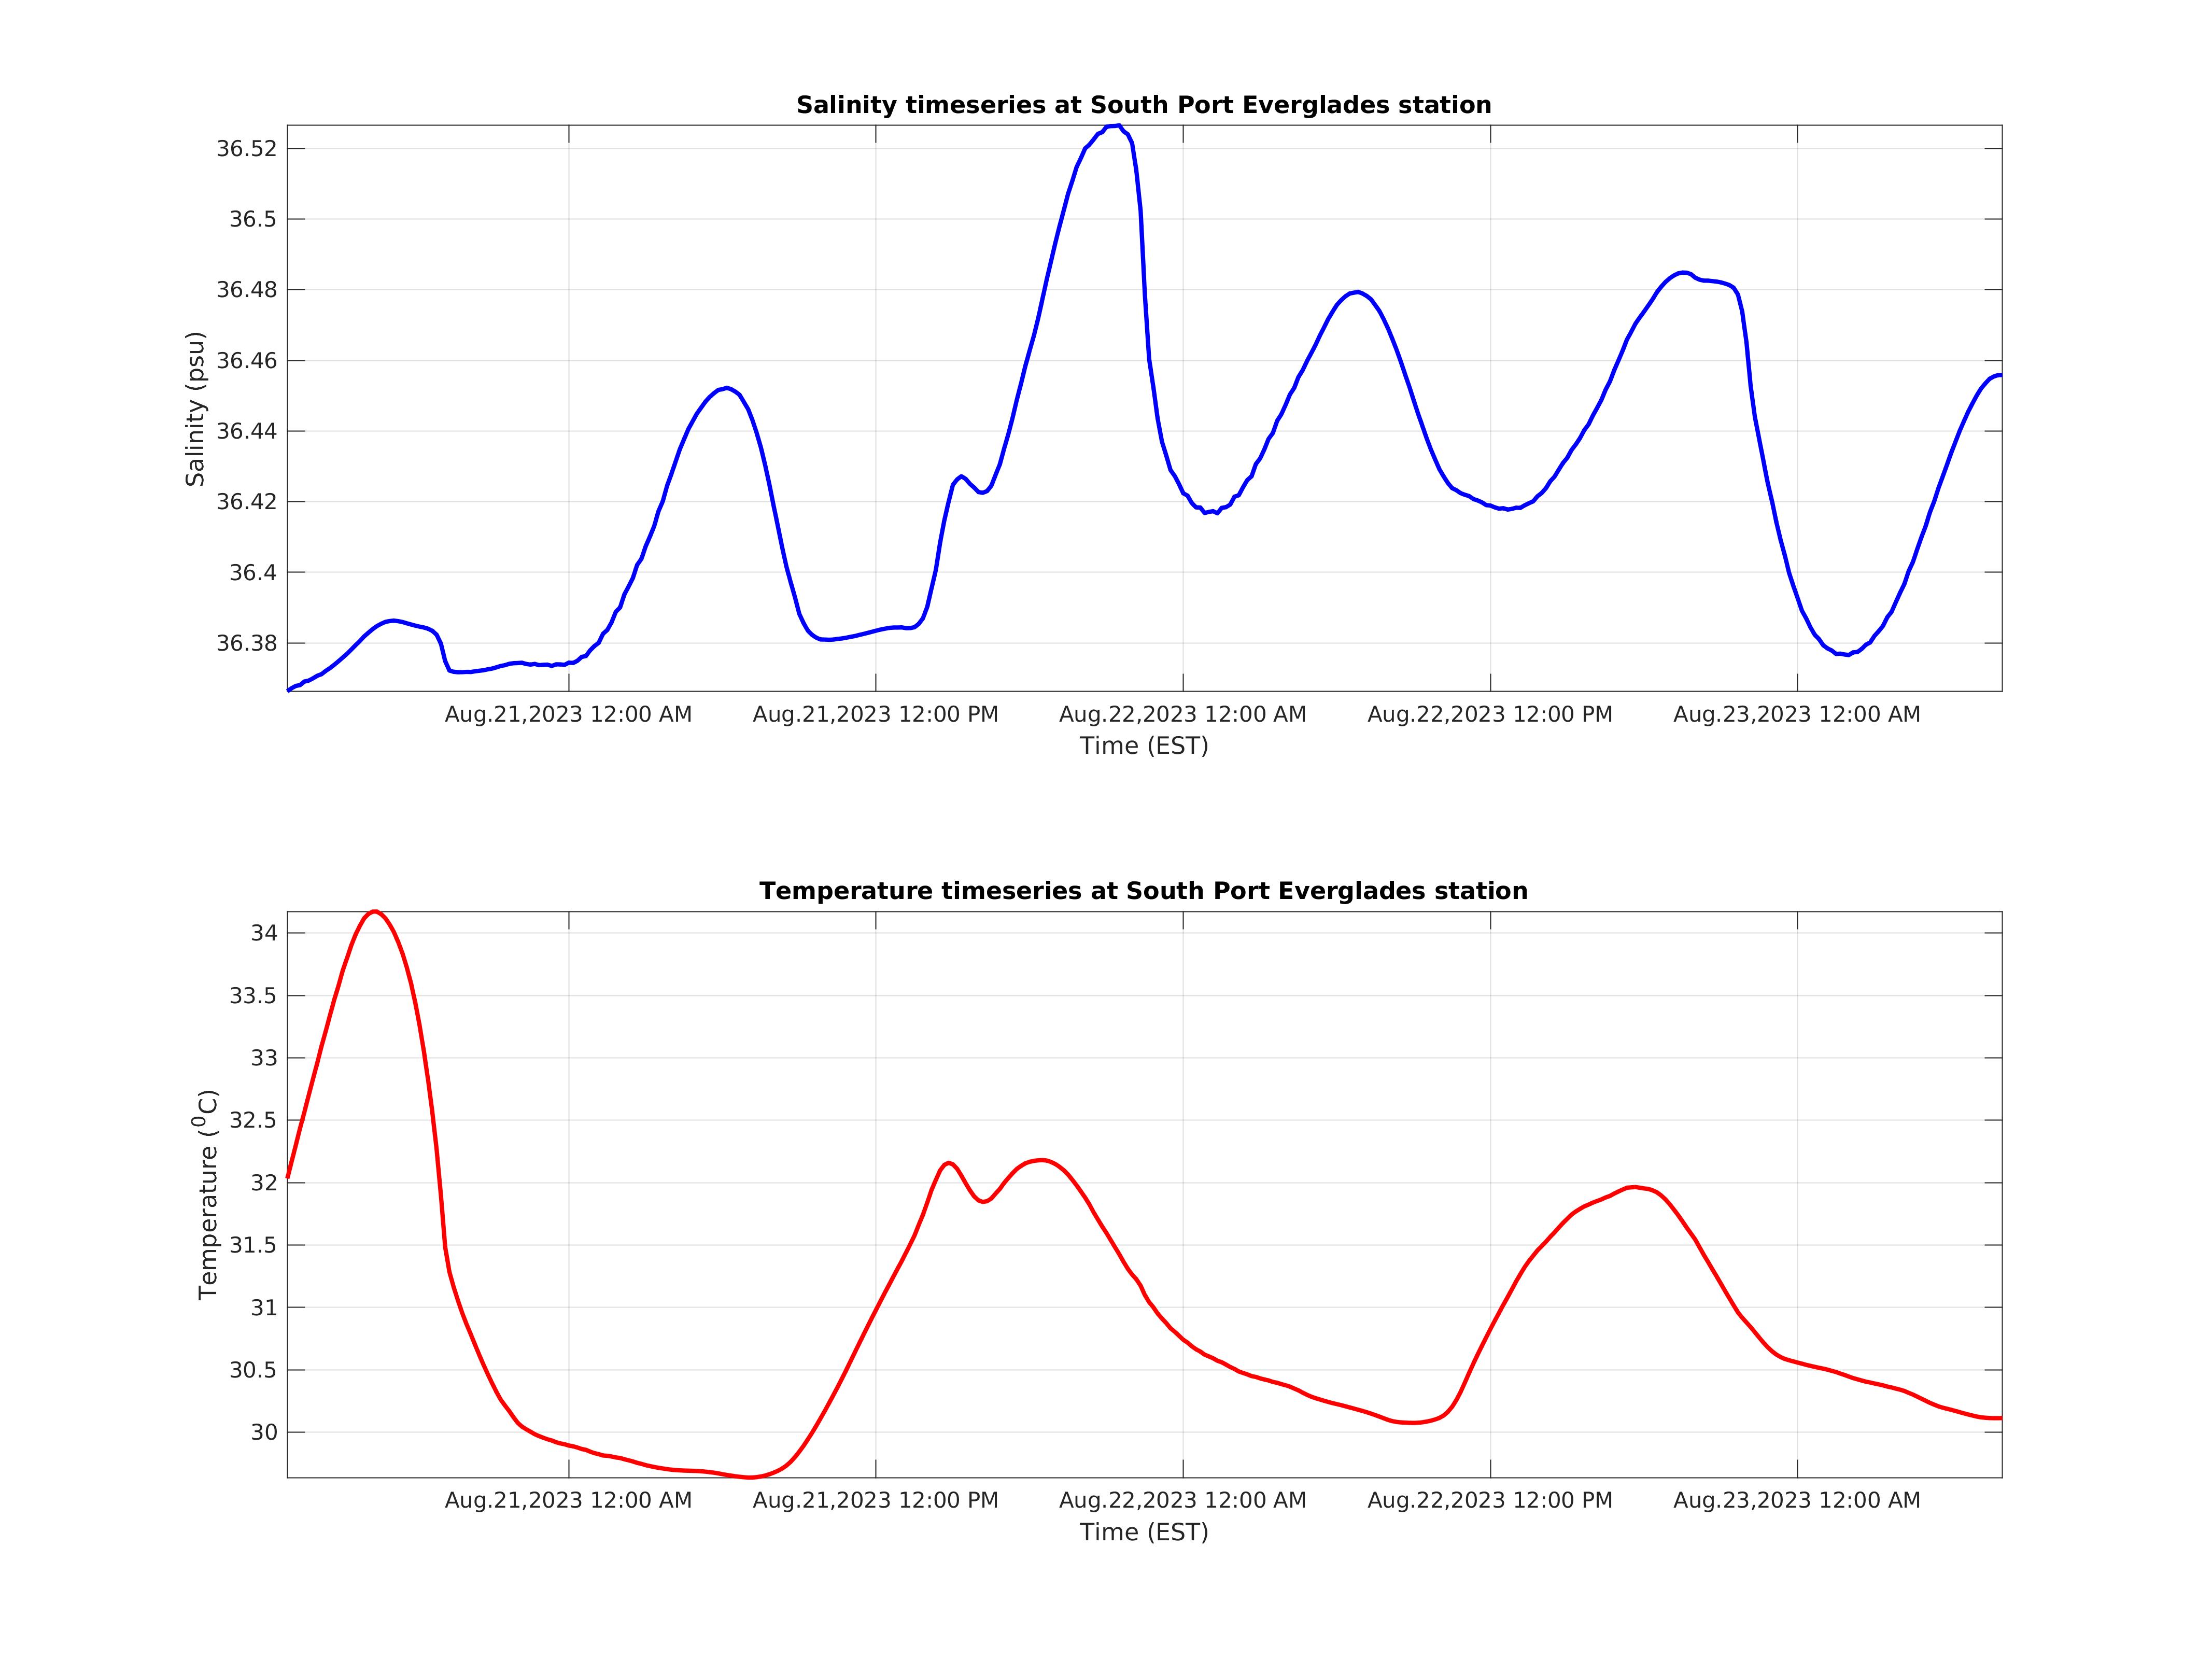 Salinity timeseries at South Port Everglades station
36.52
36.5
36.48
36.46
36.44
36.42
36.4
36.38
Salinity (psu)
Aug.21,2023 12:00 AM Aug.21,2023 12:00 PM Aug.22,2023 12:00 AM Aug.22,2023 12:00 PM Aug.23,2023 12:00 AM
Time (EST)
Temperature timeseries at South Port Everglades station
34
33.5
33
32.5
32
31.5
31
30.5
30
Temperature (⁰C)
Aug.21,2023 12:00 AM Aug.21,2023 12:00 PM Aug.22,2023 12:00 AM Aug.22,2023 12:00 PM Aug.23,2023 12:00 AM
Time (EST)